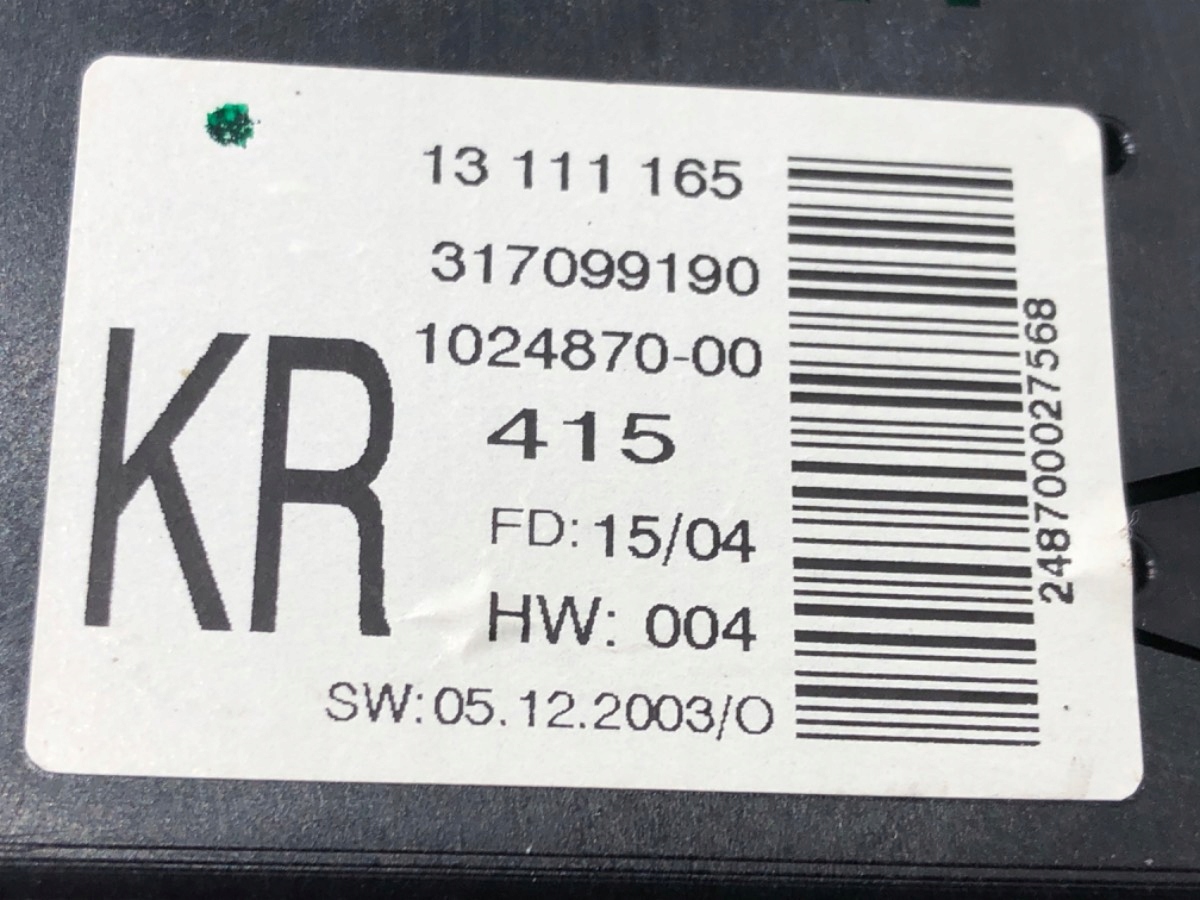 13 111 165
317099190
1024870-00
KR
415
FD: 15/04
HW: 004
SW: 05.12.2003/O
248700027568